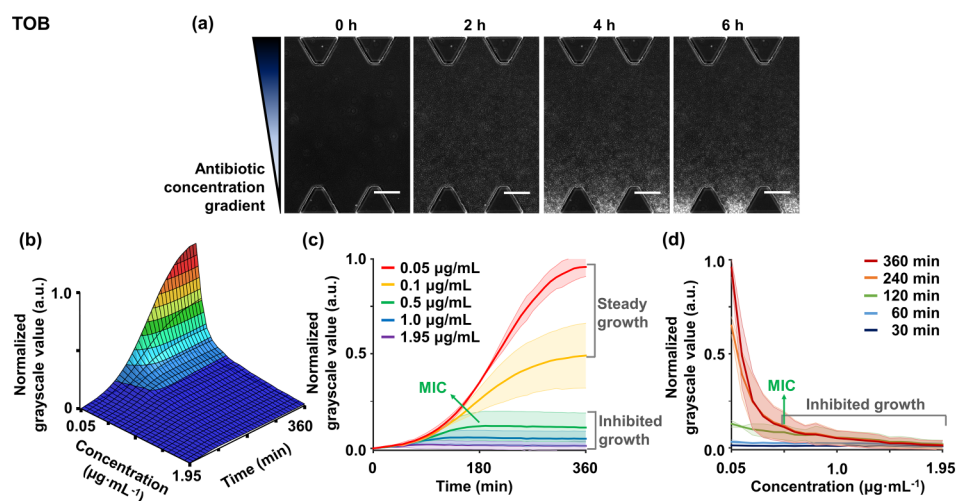 TOB
(a)
0 h
2 h
4 h
6 h
Antibiotic
concentration
gradient
(b)
Normalized
grayscale value (a.u.)
1.0
0
0.05
Concentration
(µg·mL⁻¹)
1.95
Time (min)
360
(c)
Normalized
grayscale value (a.u.)
1.0
0.5
0.0
0.05 µg/mL
0.1 µg/mL
0.5 µg/mL
1.0 µg/mL
1.95 µg/mL
Steady
growth
MIC
Inhibited
growth
0
180
360
Time (min)
(d)
Normalized
grayscale value (a.u.)
1.0
0.5
0.0
360 min
240 min
120 min
60 min
30 min
MIC
Inhibited growth
0.05
1.0
1.95
Concentration (µg·mL⁻¹)